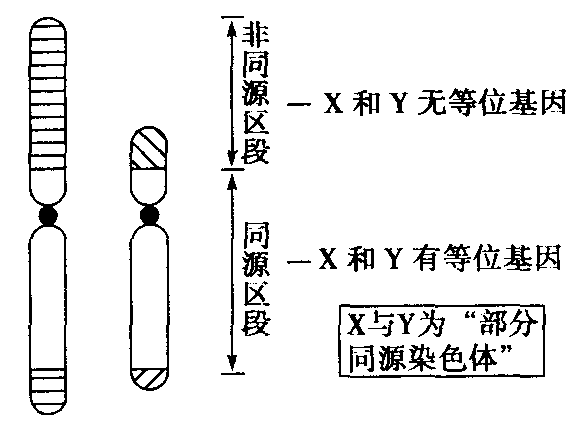 非同源区段
— X 和 Y 无等位基因
同源区段
— X 和 Y 有等位基因
X与Y为“部分
同源染色体”